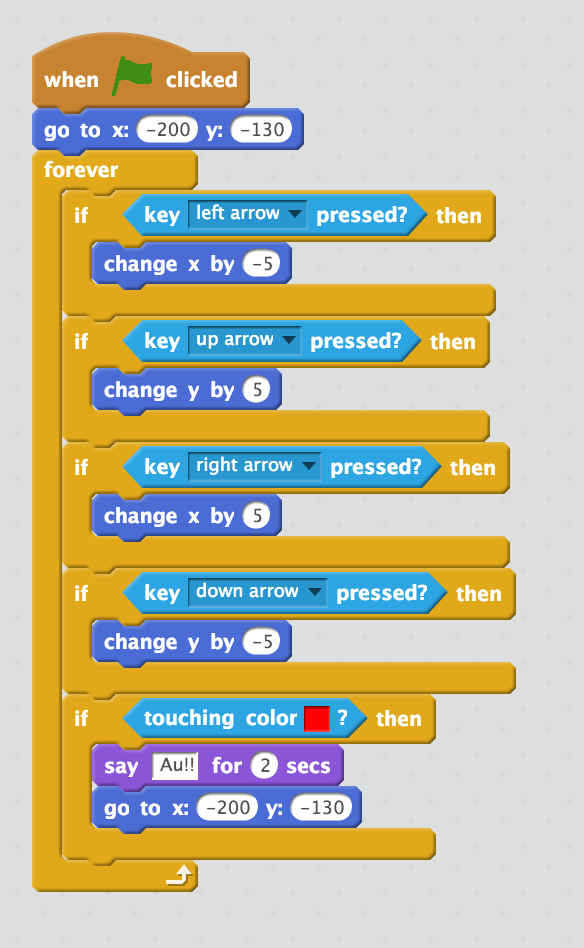 when clicked
go to x: -200 y: -130
forever
if key left arrow pressed? then
change x by -5
if key up arrow pressed? then
change y by 5
if key right arrow pressed? then
change x by 5
if key down arrow pressed? then
change y by -5
if touching color ? then
say Au!! for 2 secs
go to x: -200 y: -130